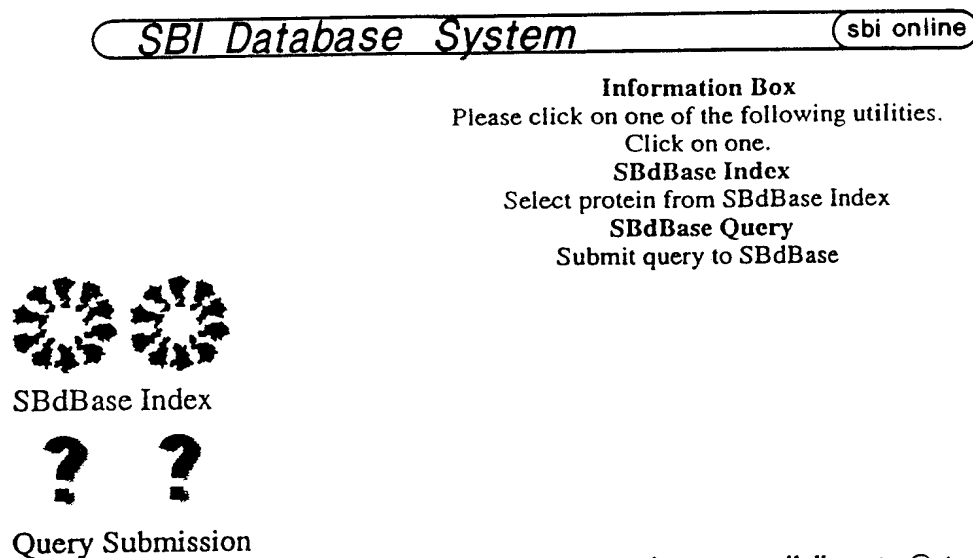 SBI Database System
sbi online
Information Box
Please click on one of the following utilities.
Click on one.
SBdBase Index
Select protein from SBdBase Index
SBdBase Query
Submit query to SBdBase
SBdBase Index
? ?
Query Submission